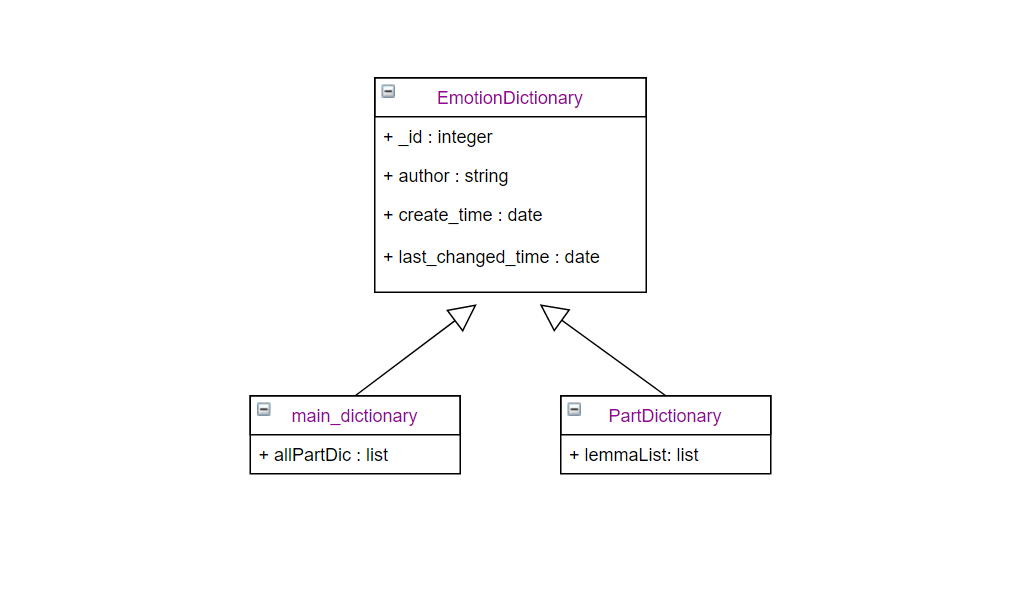 EmotionDictionary
+ _id : integer
+ author : string
+ create_time : date
+ last_changed_time : date
main_dictionary
+ allPartDic : list
PartDictionary
+ lemmaList: list